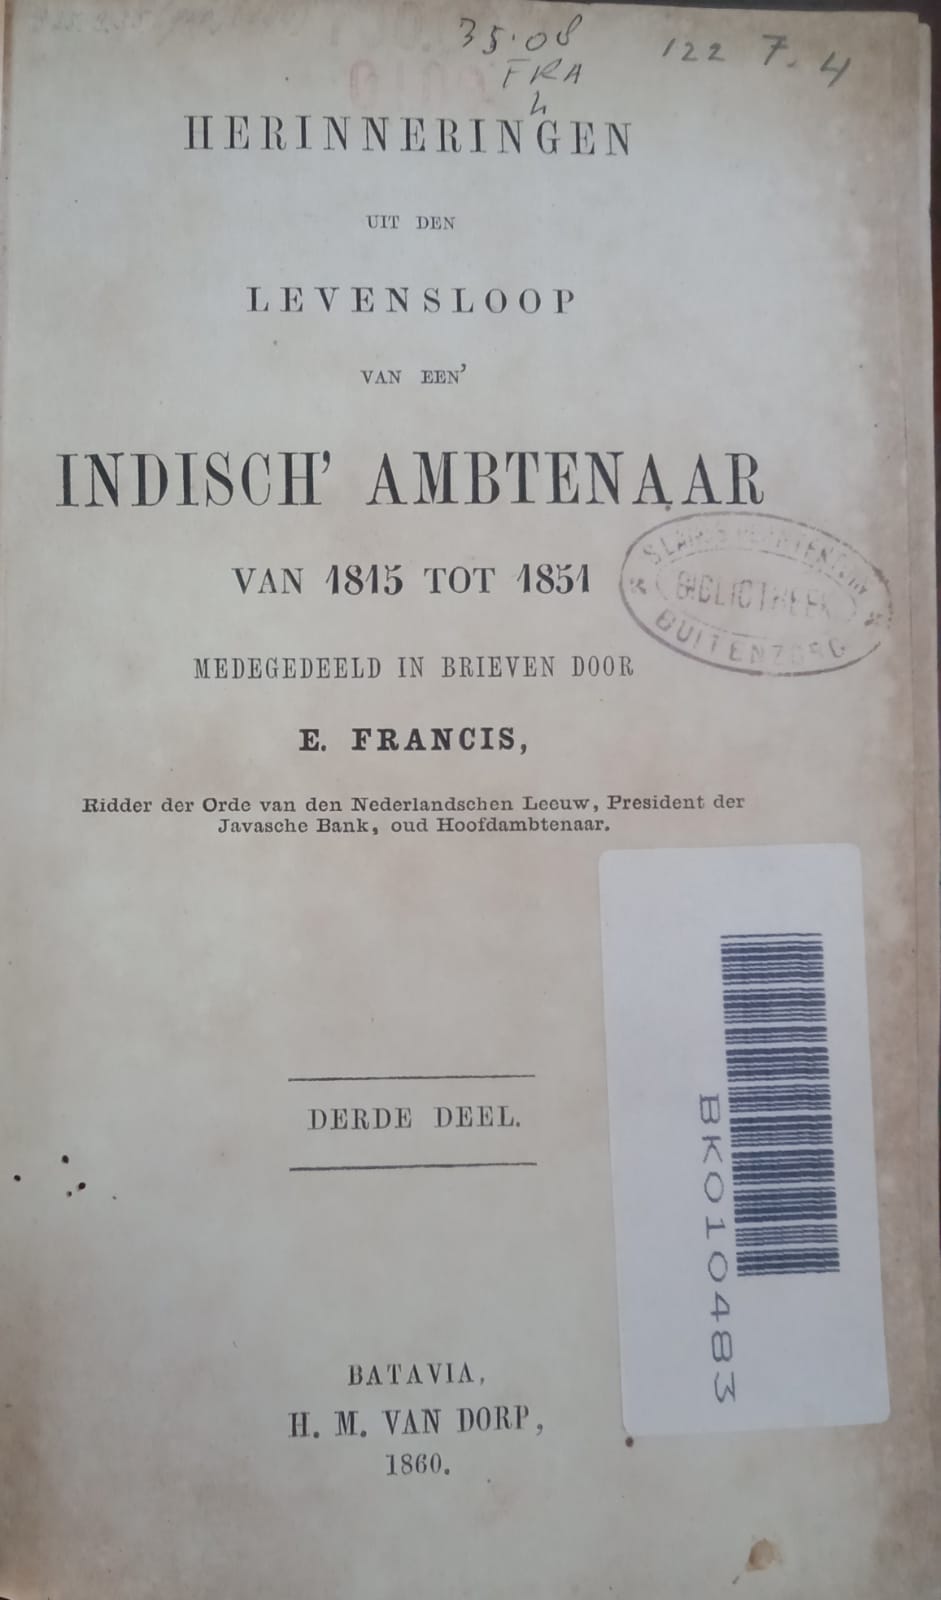 35.08
FRA
h
122 7.4
HERINNERINGEN
UIT DEN
LEVENSLOOP
VAN EEN'
INDISCH' AMBTENAAR
VAN 1815 TOT 1851
BIBLIOTHEEK
BUITENZORG
MEDEGEDEELD IN BRIEVEN DOOR
E. FRANCIS,
Ridder der Orde van den Nederlandschen Leeuw, President der
Javasche Bank, oud Hoofdambtenaar.
DERDE DEEL.
BK010483
BATAVIA,
H. M. VAN DORP,
1860.